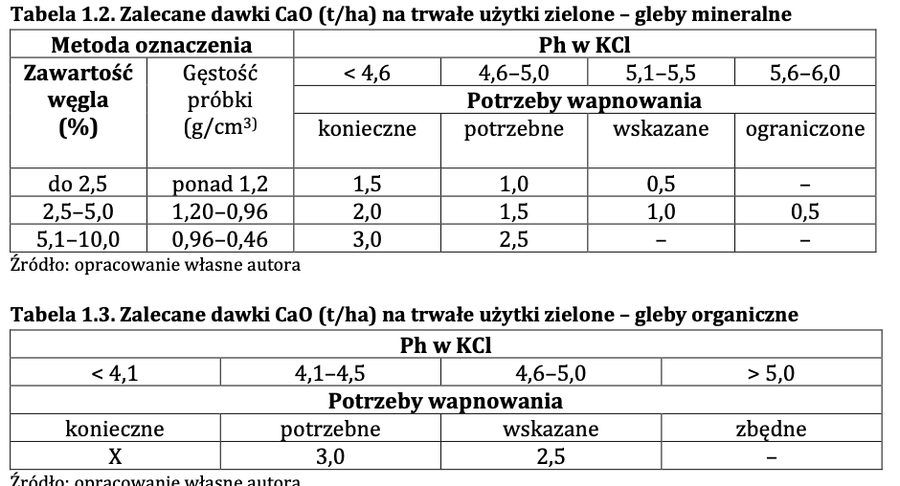 Tabela 1.2. Zalecane dawki CaO (t/ha) na trwałe użytki zielone – gleby mineralne
Metoda oznaczenia Ph w KCl
Zawartość węgla (%) Gęstość próbki (g/cm³) < 4,6 4,6–5,0 5,1–5,5 5,6–6,0
Potrzeby wapnowania
konieczne potrzebne wskazane ograniczone
do 2,5 ponad 1,2 1,5 1,0 0,5 –
2,5–5,0 1,20–0,96 2,0 1,5 1,0 0,5
5,1–10,0 0,96–0,46 3,0 2,5 – –
Źródło: opracowanie własne autora
Tabela 1.3. Zalecane dawki CaO (t/ha) na trwałe użytki zielone – gleby organiczne
Ph w KCl
< 4,1 4,1–4,5 4,6–5,0 > 5,0
Potrzeby wapnowania
konieczne potrzebne wskazane zbędne
X 3,0 2,5 –
Źródło: opracowanie własne autora